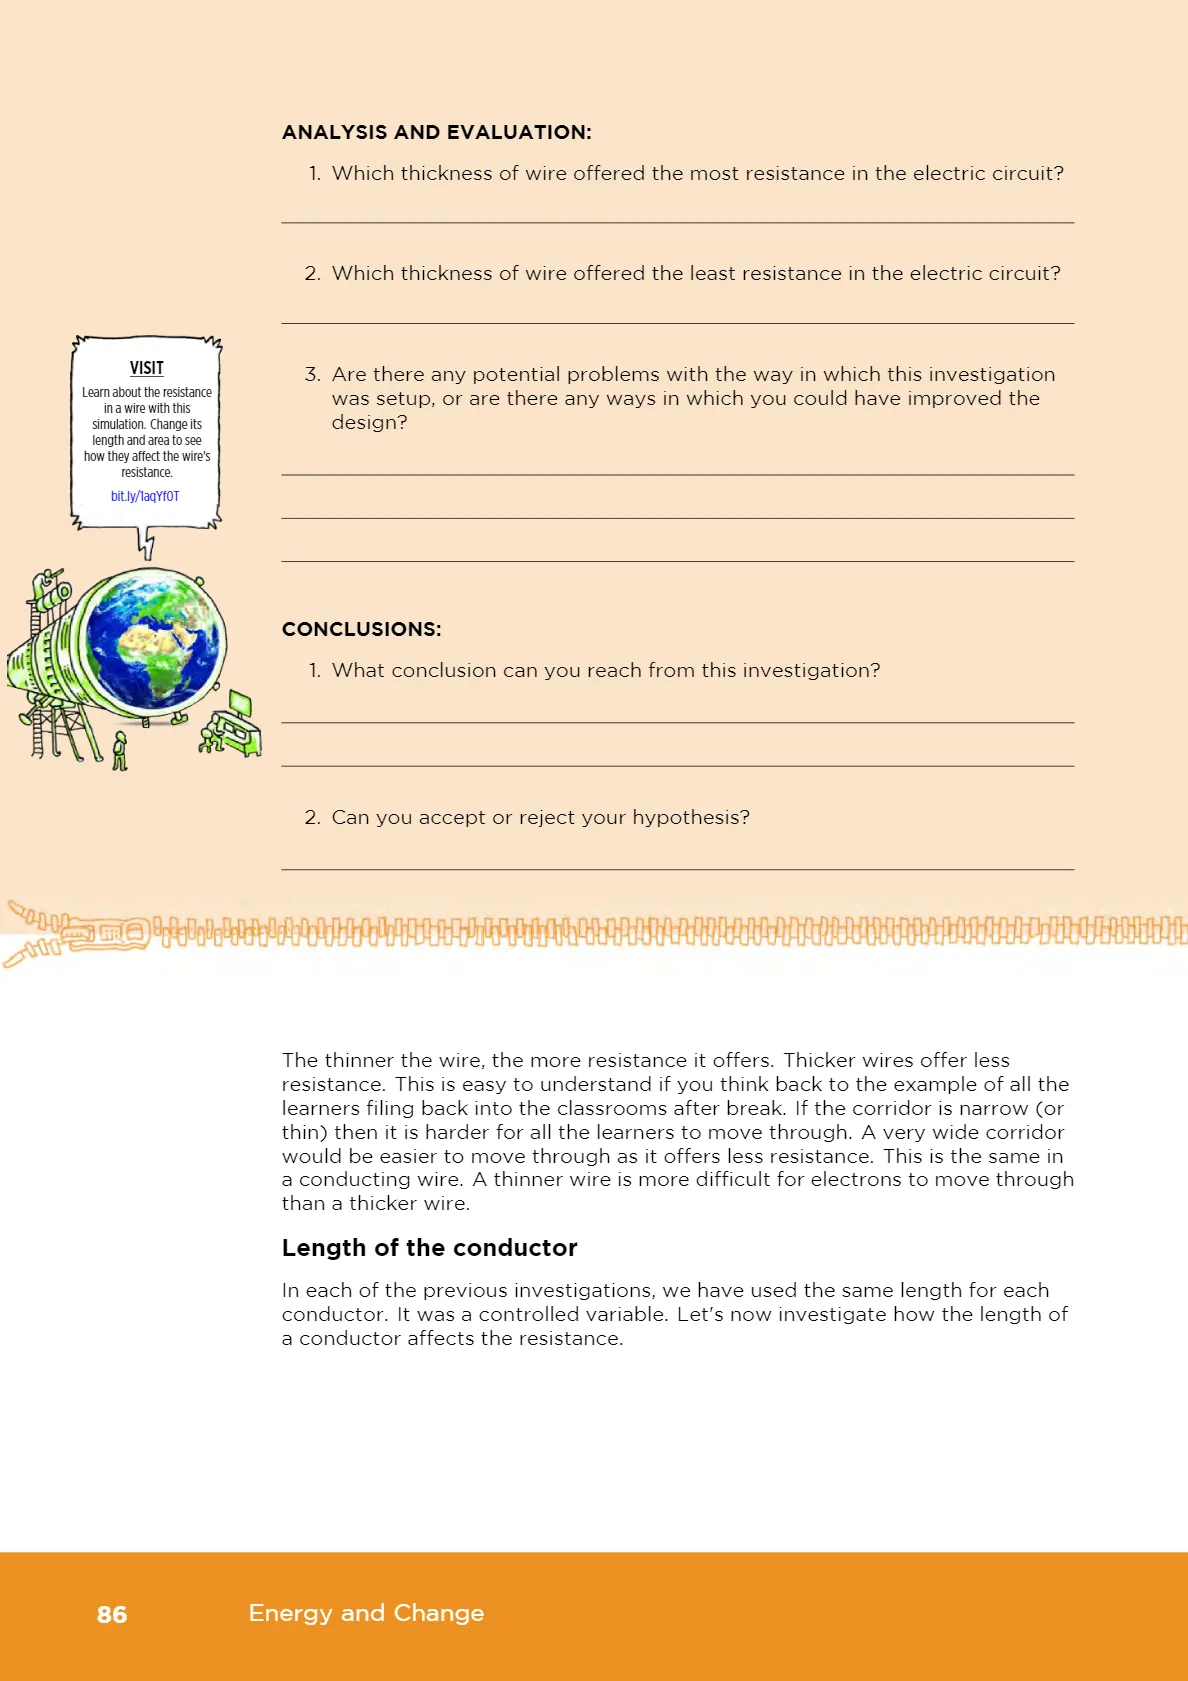 ANALYSIS AND EVALUATION:
1. Which thickness of wire offered the most resistance in the electric circuit?
2. Which thickness of wire offered the least resistance in the electric circuit?
3. Are there any potential problems with the way in which this investigation
was setup, or are there any ways in which you could have improved the
design?
VISIT
Learn about the resistance
in a wire with this
simulation. Change its
length and area to see
how they affect the wire's
resistance.
bit.ly/1aqYf0T
CONCLUSIONS:
1. What conclusion can you reach from this investigation?
2. Can you accept or reject your hypothesis?
The thinner the wire, the more resistance it offers. Thicker wires offer less
resistance. This is easy to understand if you think back to the example of all the
learners filing back into the classrooms after break. If the corridor is narrow (or
thin) then it is harder for all the learners to move through. A very wide corridor
would be easier to move through as it offers less resistance. This is the same in
a conducting wire. A thinner wire is more difficult for electrons to move through
than a thicker wire.
Length of the conductor
In each of the previous investigations, we have used the same length for each
conductor. It was a controlled variable. Let's now investigate how the length of
a conductor affects the resistance.
86 Energy and Change